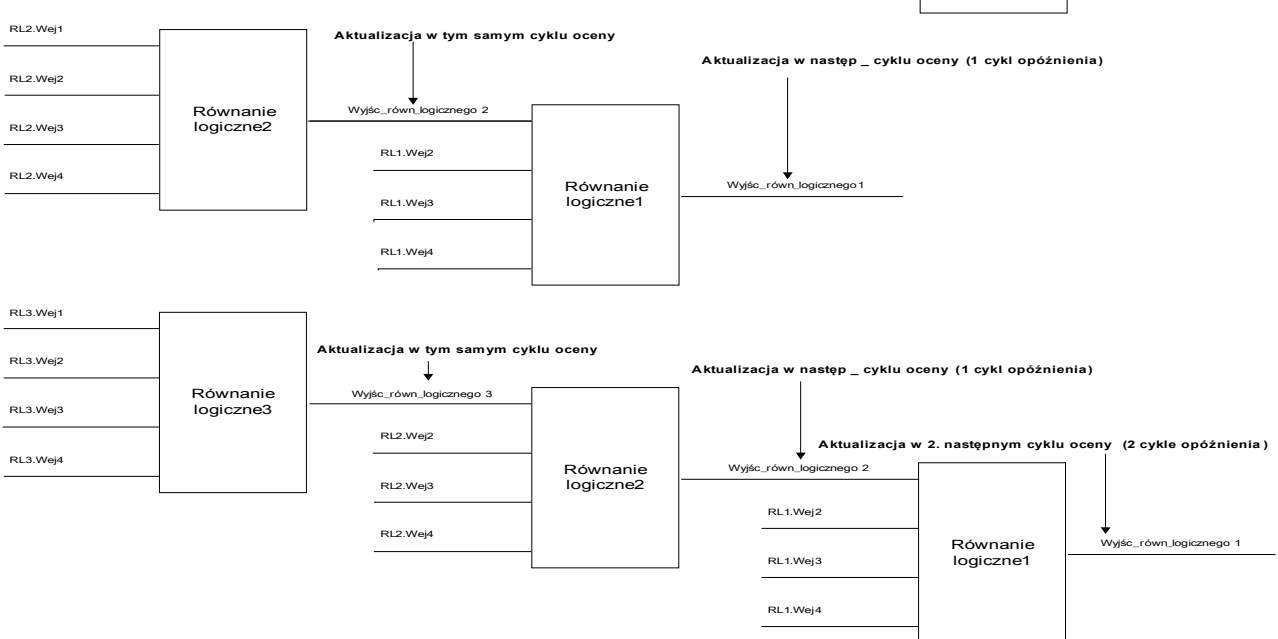 RL2.Wej1
Aktualizacja w tym samym cyklu oceny
Aktualizacja w następ _ cyklu oceny (1 cykl opóźnienia)
RL2.Wej2
Wyjśc_równ_logicznego 2
Równanie
logiczne2
RL2.Wej3
RL1.Wej2
RL2.Wej4
Wyjśc_równ_logicznego 1
Równanie
logiczne1
RL1.Wej3
RL1.Wej4
RL3.Wej1
Aktualizacja w tym samym cyklu oceny
RL3.Wej2
Aktualizacja w następ _ cyklu oceny (1 cykl opóźnienia)
Równanie
logiczne3
Wyjśc_równ_logicznego 3
RL3.Wej3
RL2.Wej2
Aktualizacja w 2. następnym cyklu oceny (2 cykle opóźnienia)
RL3.Wej4
Równanie
logiczne2
Wyjśc_równ_logicznego 2
RL2.Wej3
RL1.Wej2
RL2.Wej4
Równanie
logiczne1
Wyjśc_równ_logicznego 1
RL1.Wej3
RL1.Wej4